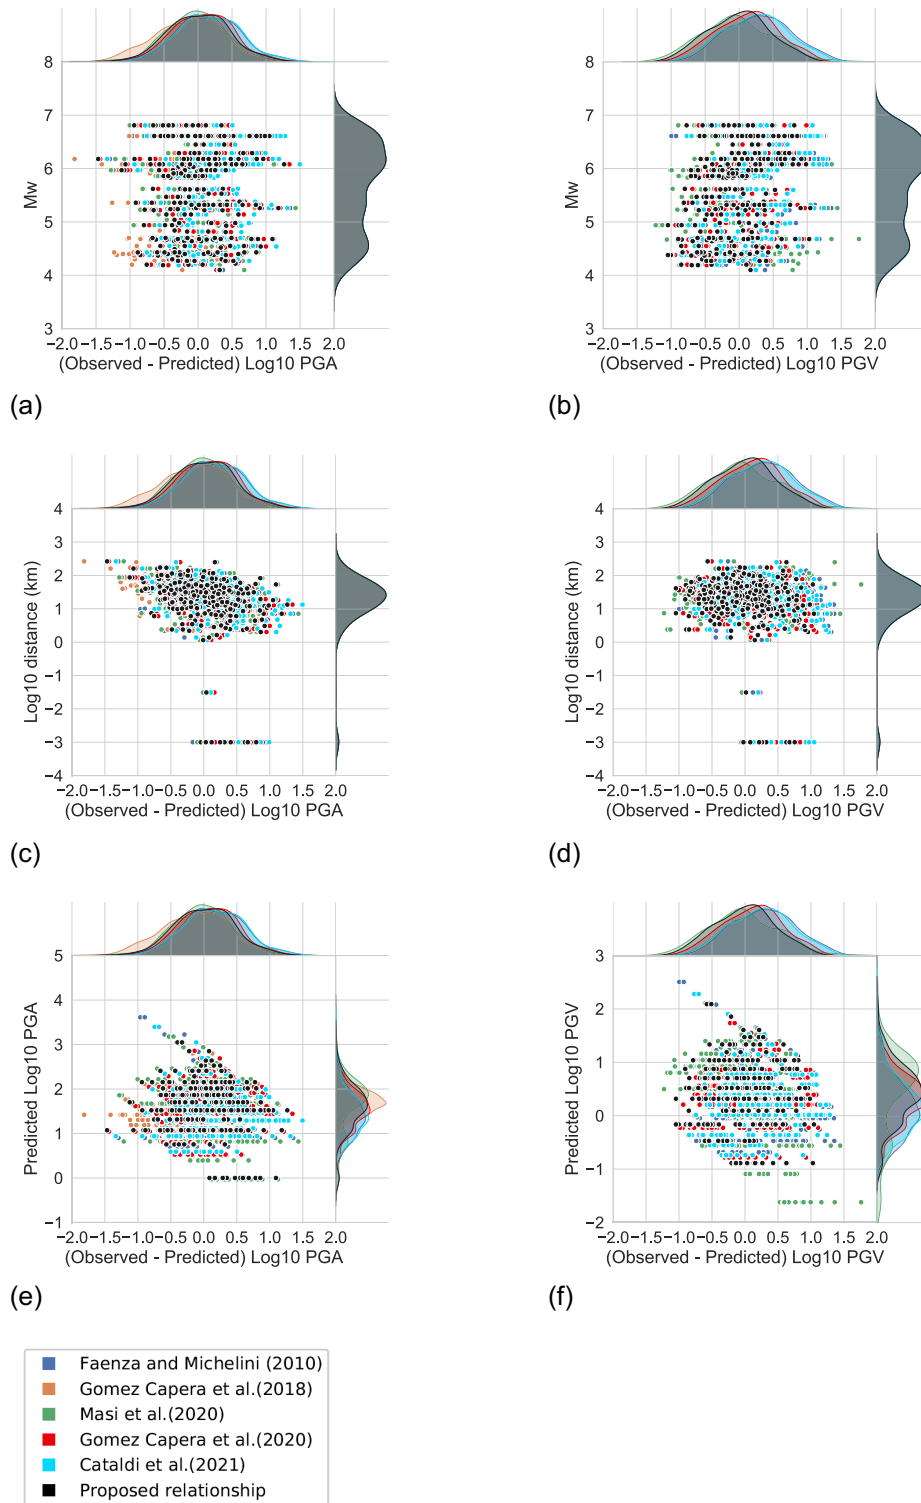 8
7
6
5
4
3
Mw
−2.0 −1.5 −1.0 −0.5 0.0 0.5 1.0 1.5 2.0
(Observed - Predicted) Log10 PGA
(a)
8
7
6
5
4
3
Mw
−2.0 −1.5 −1.0 −0.5 0.0 0.5 1.0 1.5 2.0
(Observed - Predicted) Log10 PGV
(b)
4
3
2
1
0
−1
−2
−3
−4
Log10 distance (km)
−2.0 −1.5 −1.0 −0.5 0.0 0.5 1.0 1.5 2.0
(Observed - Predicted) Log10 PGA
(c)
4
3
2
1
0
−1
−2
−3
−4
Log10 distance (km)
−2.0 −1.5 −1.0 −0.5 0.0 0.5 1.0 1.5 2.0
(Observed - Predicted) Log10 PGV
(d)
5
4
3
2
1
0
−1
Predicted Log10 PGA
−2.0 −1.5 −1.0 −0.5 0.0 0.5 1.0 1.5 2.0
(Observed - Predicted) Log10 PGA
(e)
3
2
1
0
−1
−2
Predicted Log10 PGV
−2.0 −1.5 −1.0 −0.5 0.0 0.5 1.0 1.5 2.0
(Observed - Predicted) Log10 PGV
(f)
Faenza and Michelini (2010)
Gomez Capera et al.(2018)
Masi et al.(2020)
Gomez Capera et al.(2020)
Cataldi et al.(2021)
Proposed relationship